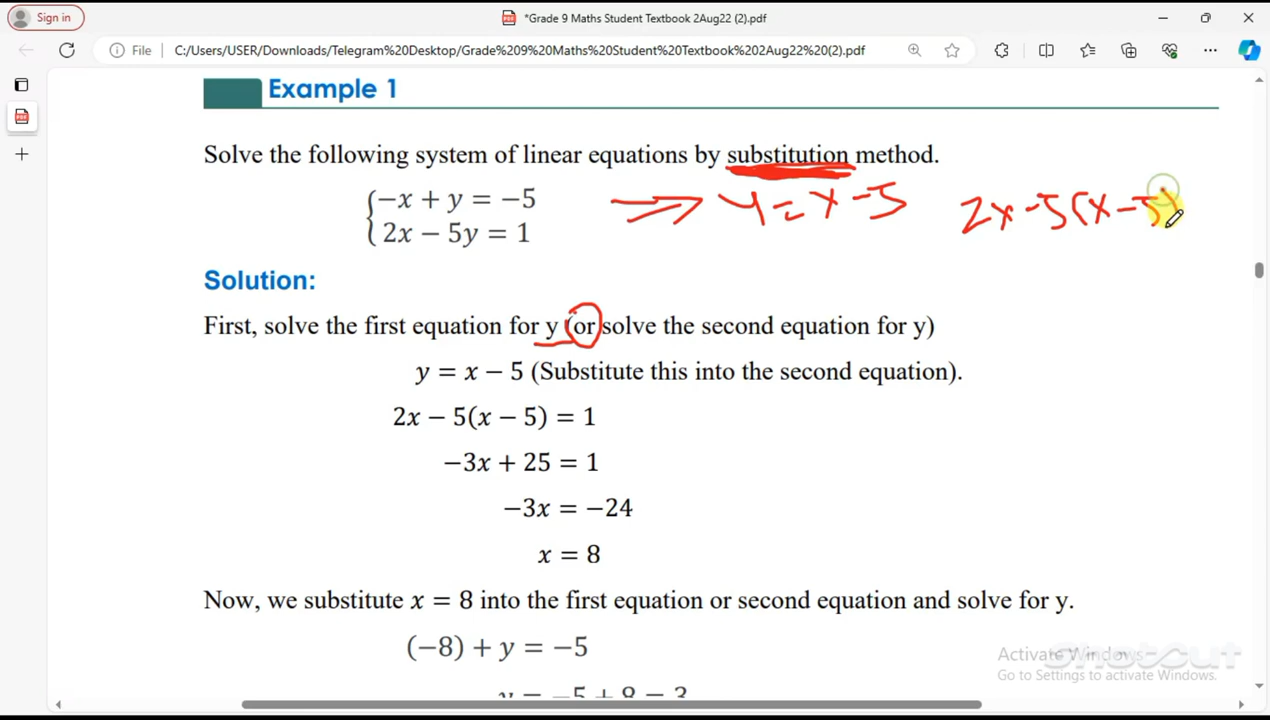 Sign in
*Grade 9 Maths Student Textbook 2Aug22 (2).pdf
File | C:/Users/USER/Downloads/Telegram%20Desktop/Grade%209%20Maths%20Student%20Textbook%202Aug22%20(2).pdf
Example 1
Solve the following system of linear equations by substitution method.
{−x + y = −5
2x − 5y = 1
y = x − 5
2x − 5(x − 5)
Solution:
First, solve the first equation for y (or solve the second equation for y)
y = x − 5 (Substitute this into the second equation).
2x − 5(x − 5) = 1
−3x + 25 = 1
−3x = −24
x = 8
Now, we substitute x = 8 into the first equation or second equation and solve for y.
(−8) + y = −5
Activate Windows
Go to Settings to activate Windows.
shotcut